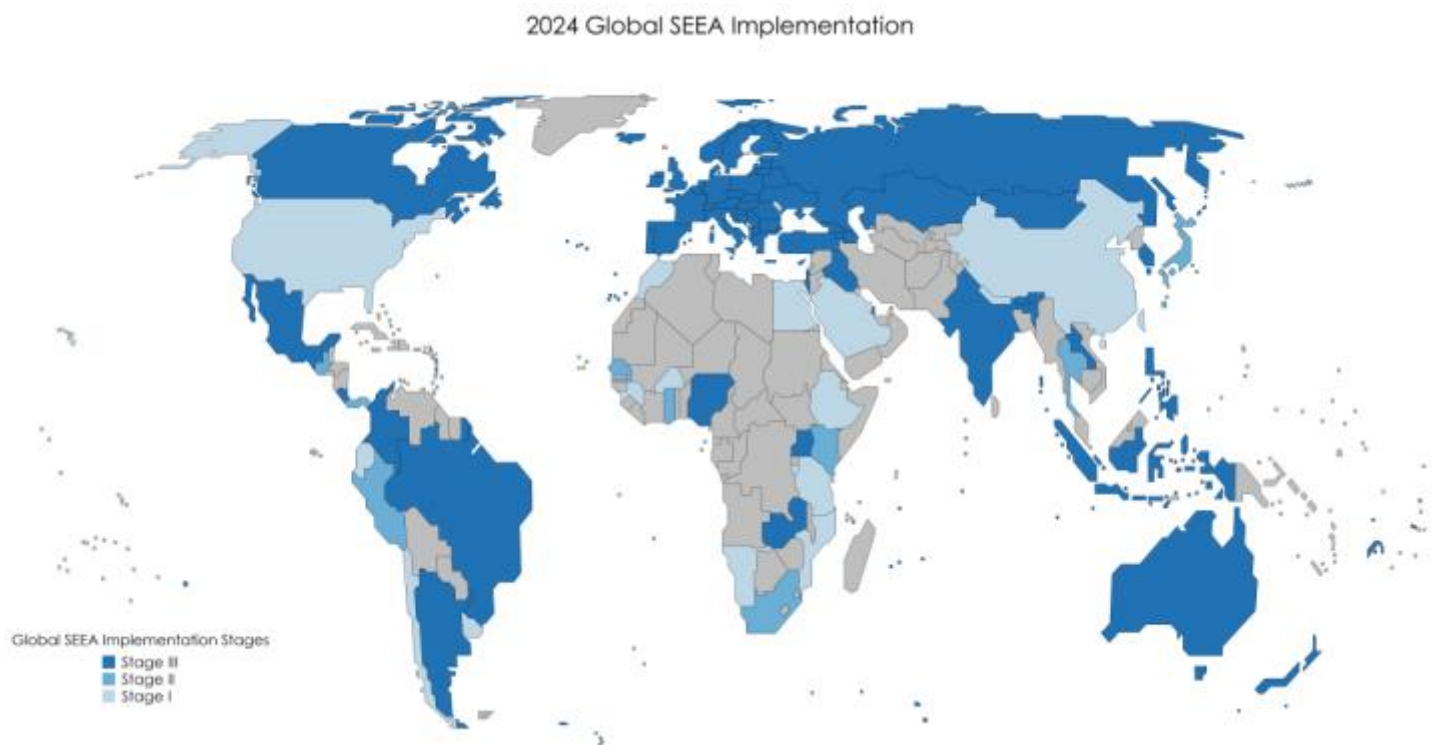 2024 Global SEEA Implementation
Global SEEA Implementation Stages
Stage III
Stage II
Stage I